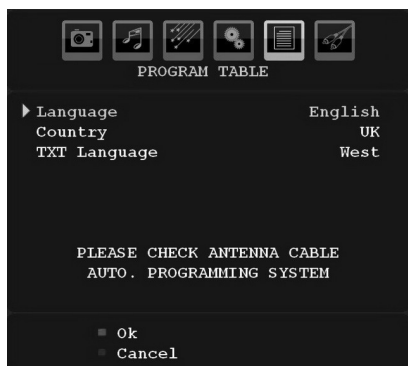 PROGRAM TABLE
Language English
Country UK
TXT Language West
PLEASE CHECK ANTENNA CABLE
AUTO. PROGRAMMING SYSTEM
Ok
Cancel